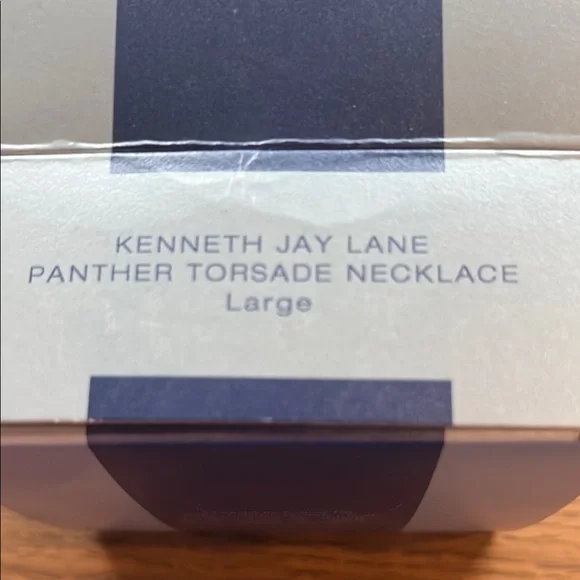 KENNETH JAY LANE
PANTHER TORSADE NECKLACE
Large